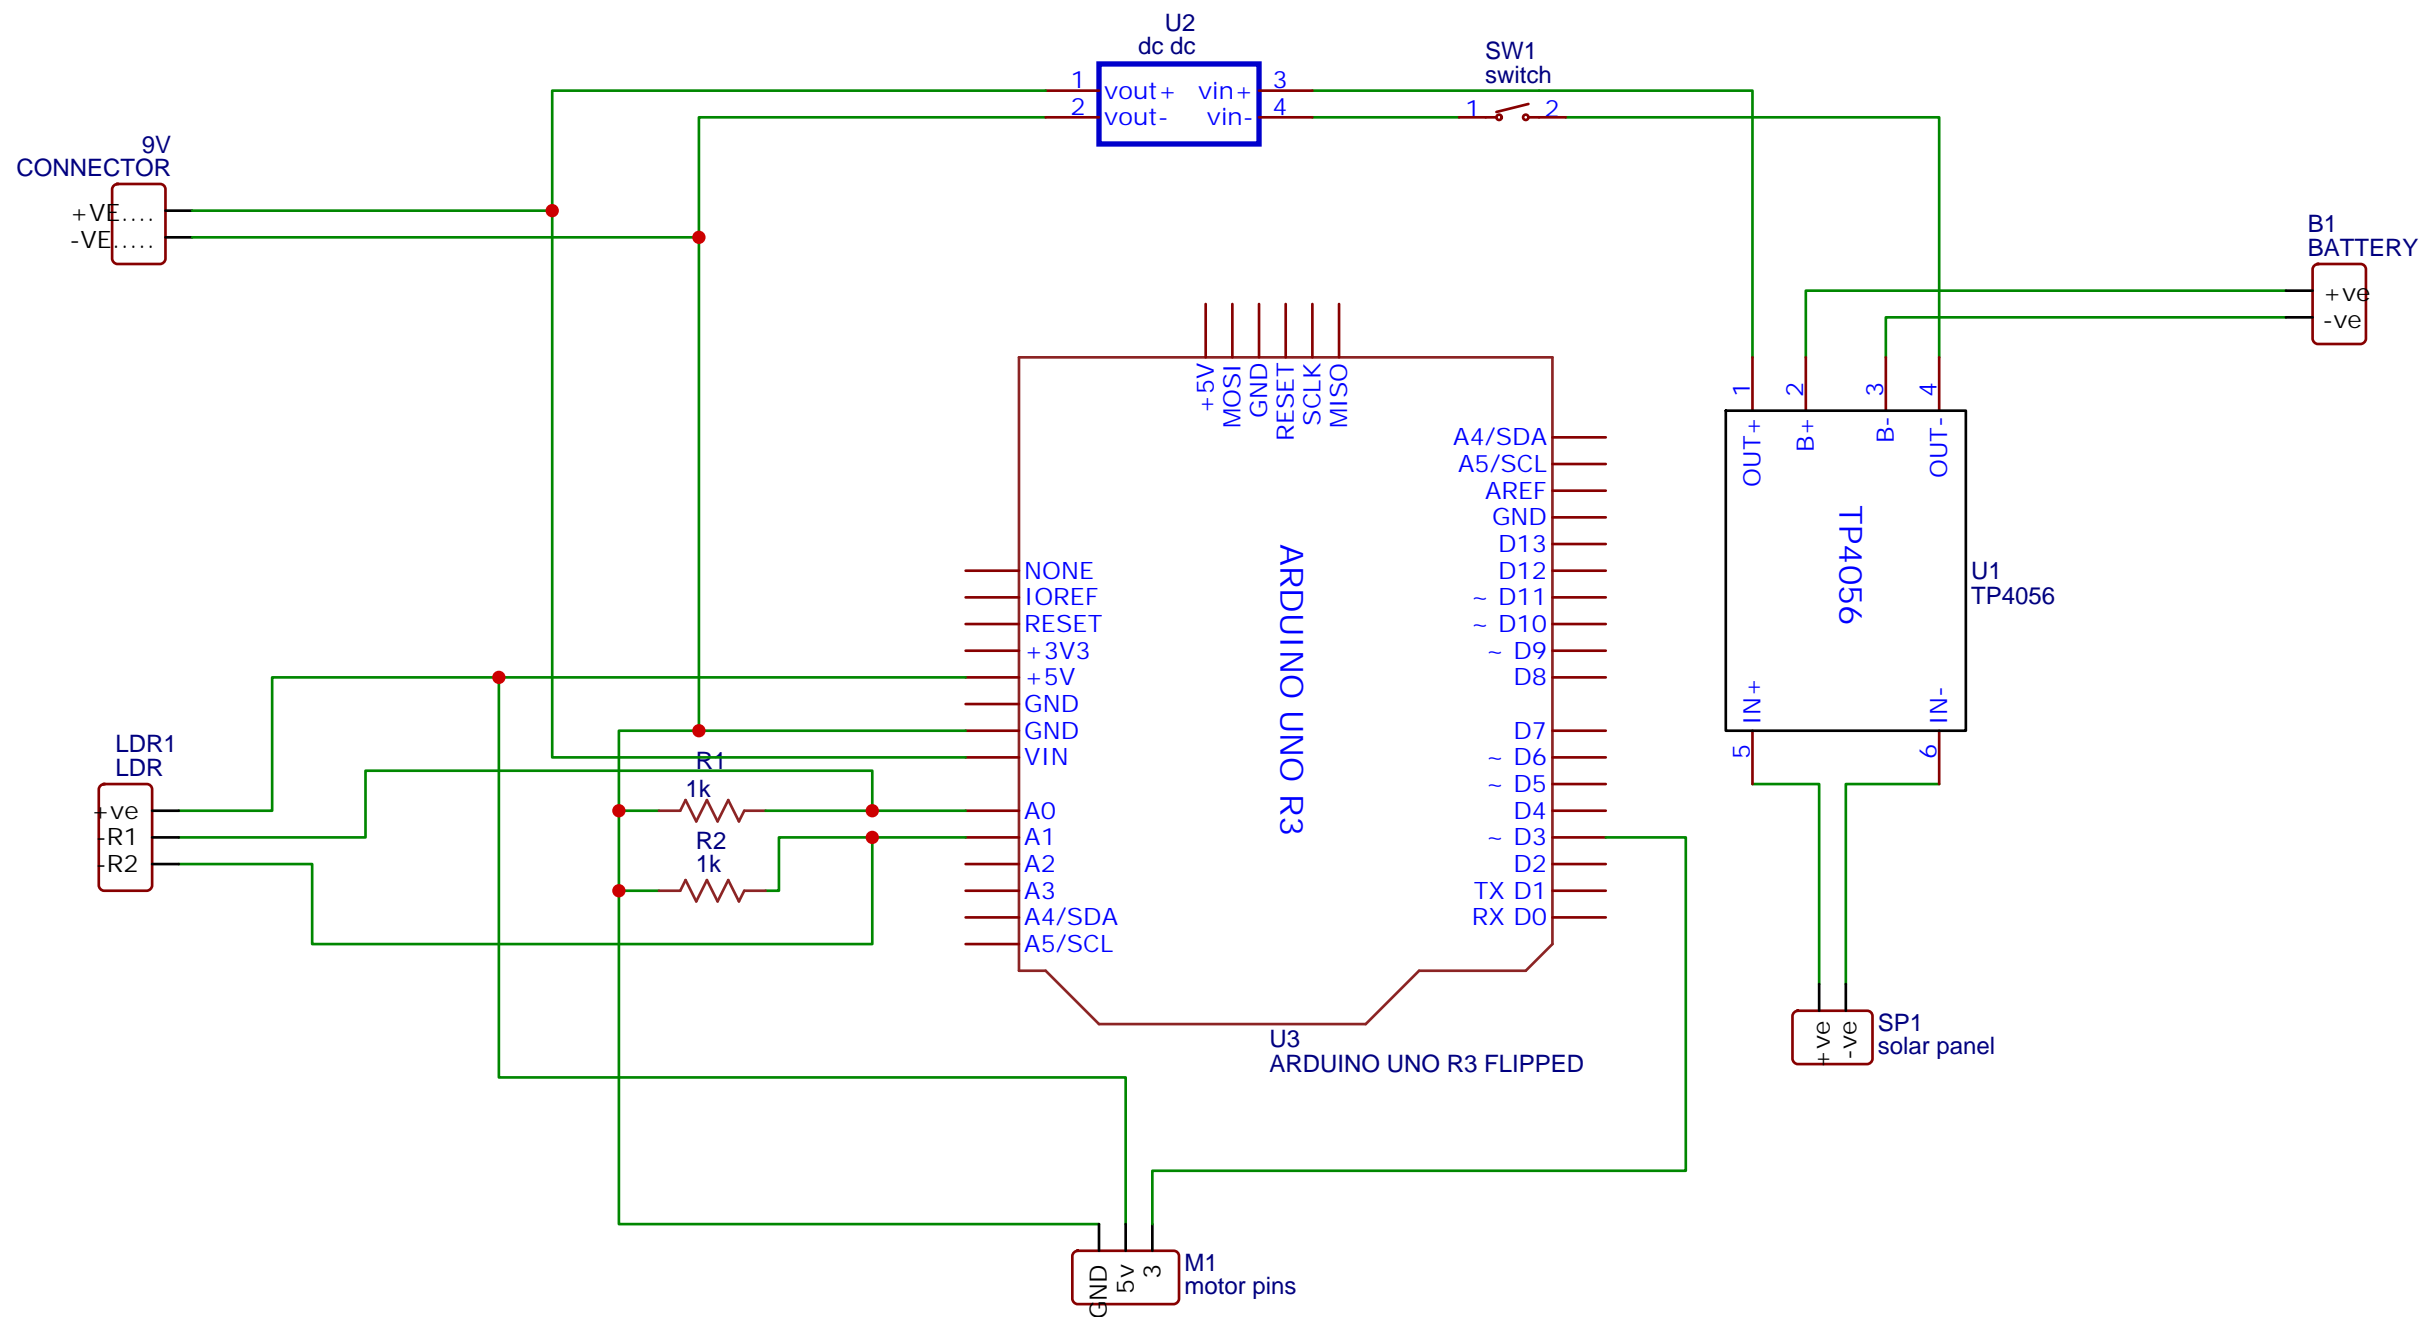 U2
dc dc
1 vout+ vin+ 3
2 vout- vin- 4
SW1
switch
1 2
9V
CONNECTOR
+VE....
-VE.....
B1
BATTERY
+ve
-ve
+5V
MOSI
GND
RESET
SCLK
MISO
A4/SDA
A5/SCL
AREF
GND
D13
D12
~ D11
~ D10
~ D9
D8
D7
~ D6
~ D5
D4
~ D3
D2
TX D1
RX D0
NONE
IOREF
RESET
+3V3
+5V
GND
GND
VIN
A0
A1
A2
A3
A4/SDA
A5/SCL
ARDUINO UNO R3
U3
ARDUINO UNO R3 FLIPPED
1 2 3 4
OUT+
B+
B-
OUT-
TP4056
U1
TP4056
IN+
IN-
5 6
SP1
solar panel
+ve
-ve
LDR1
LDR
+ve
-R1
-R2
R1
1k
R2
1k
M1
motor pins
GND
5v
3